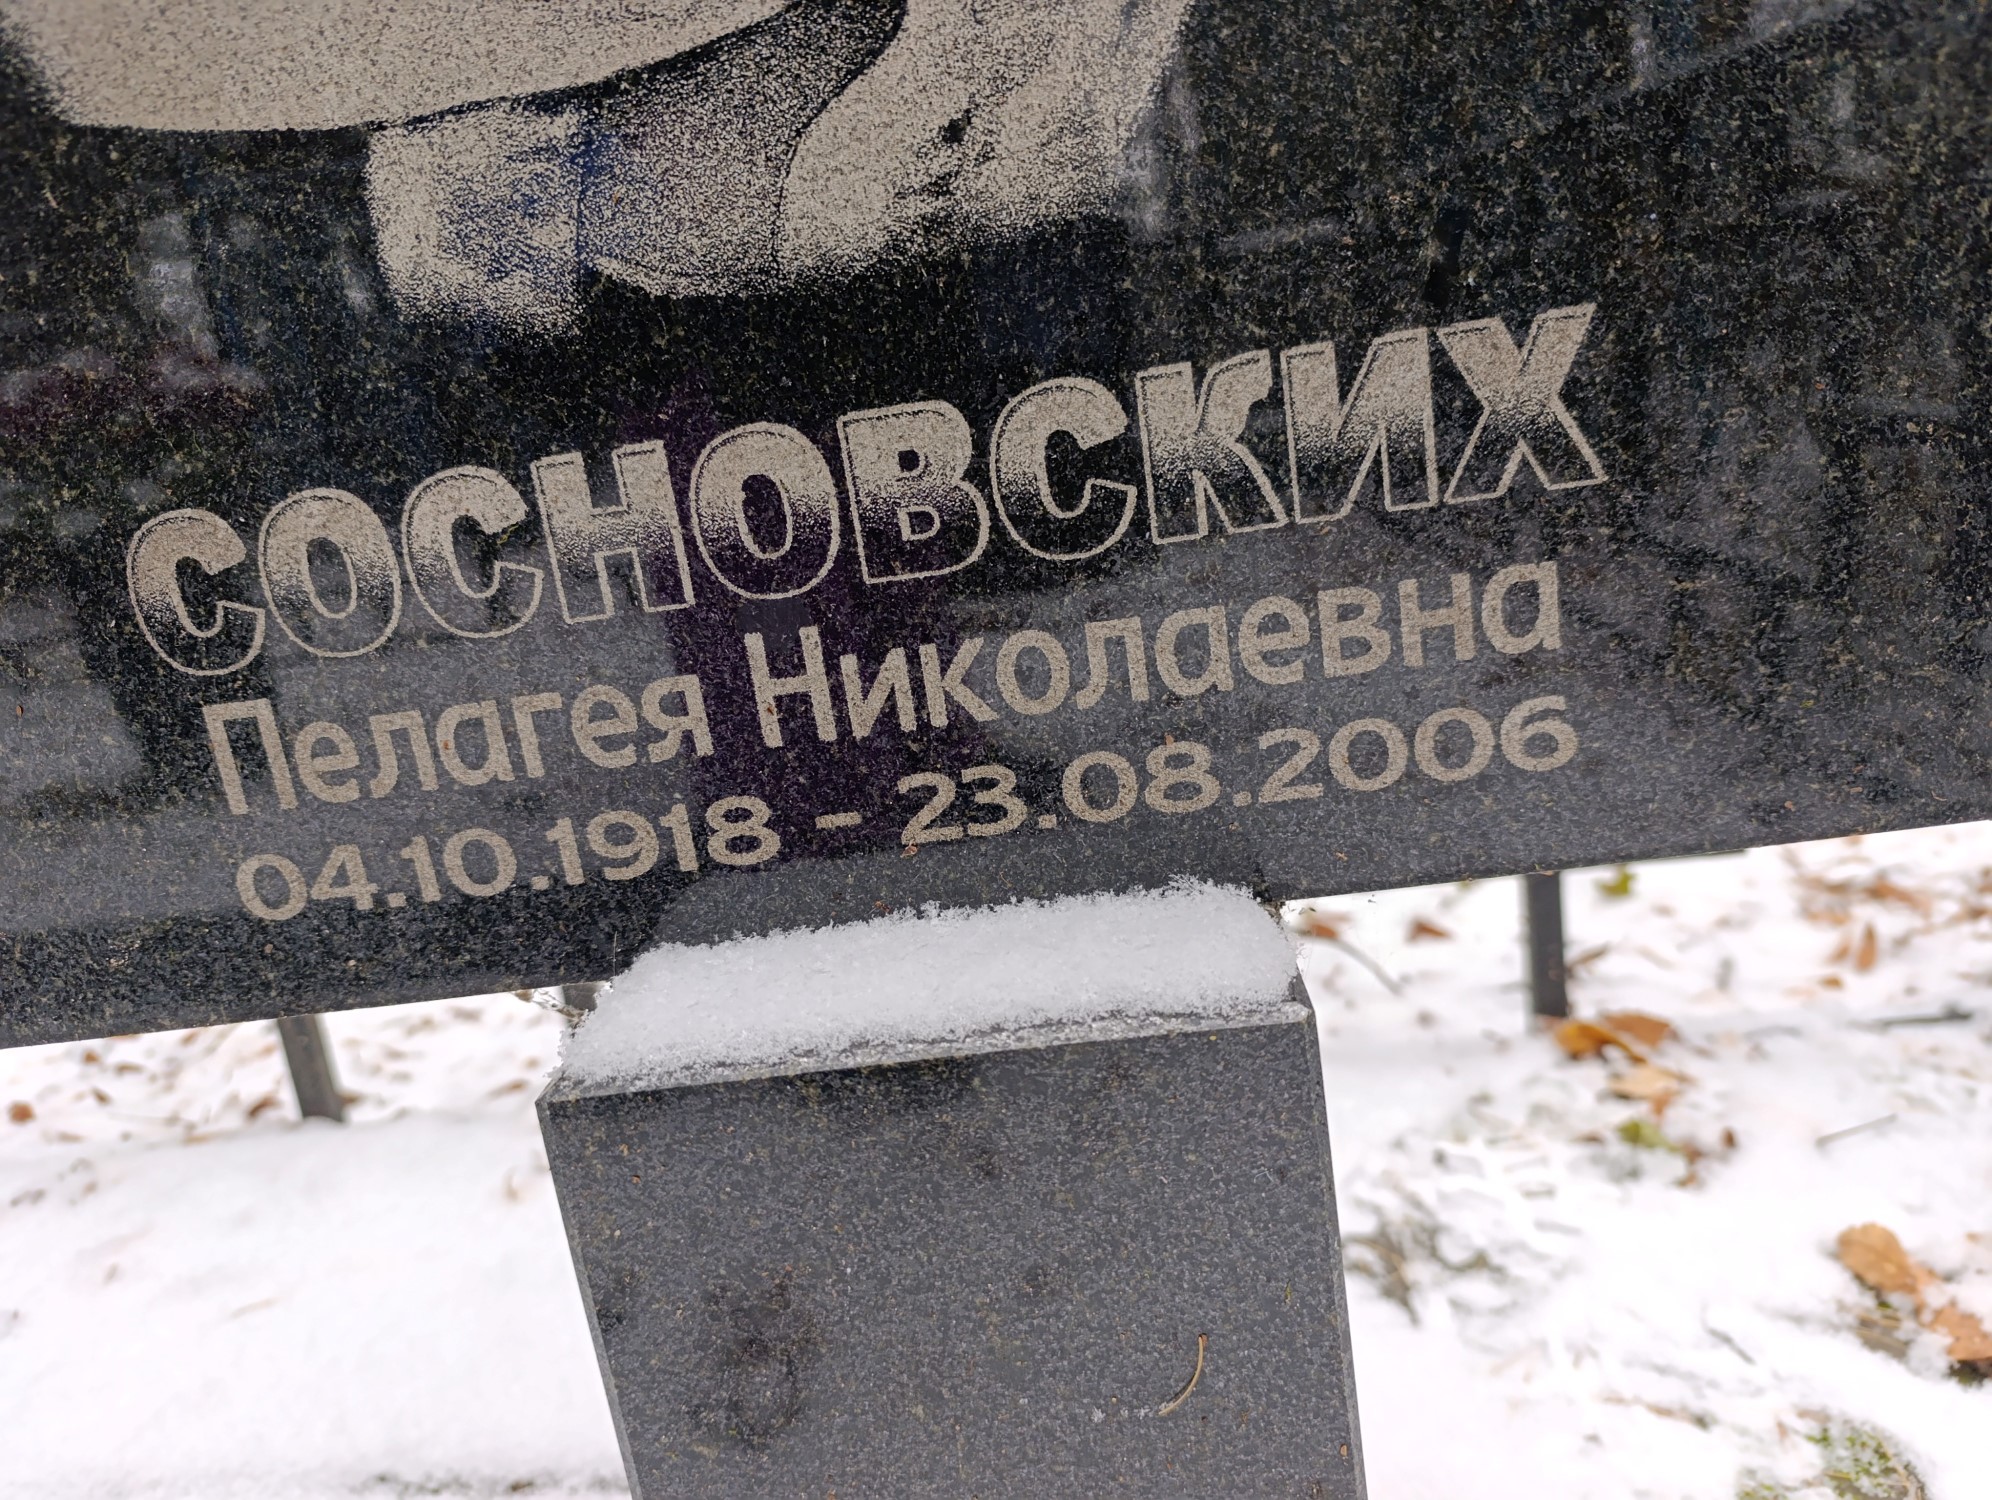 СОСНОВСКИХ
Пелагея Николаевна
04.10.1918 - 23.08.2006